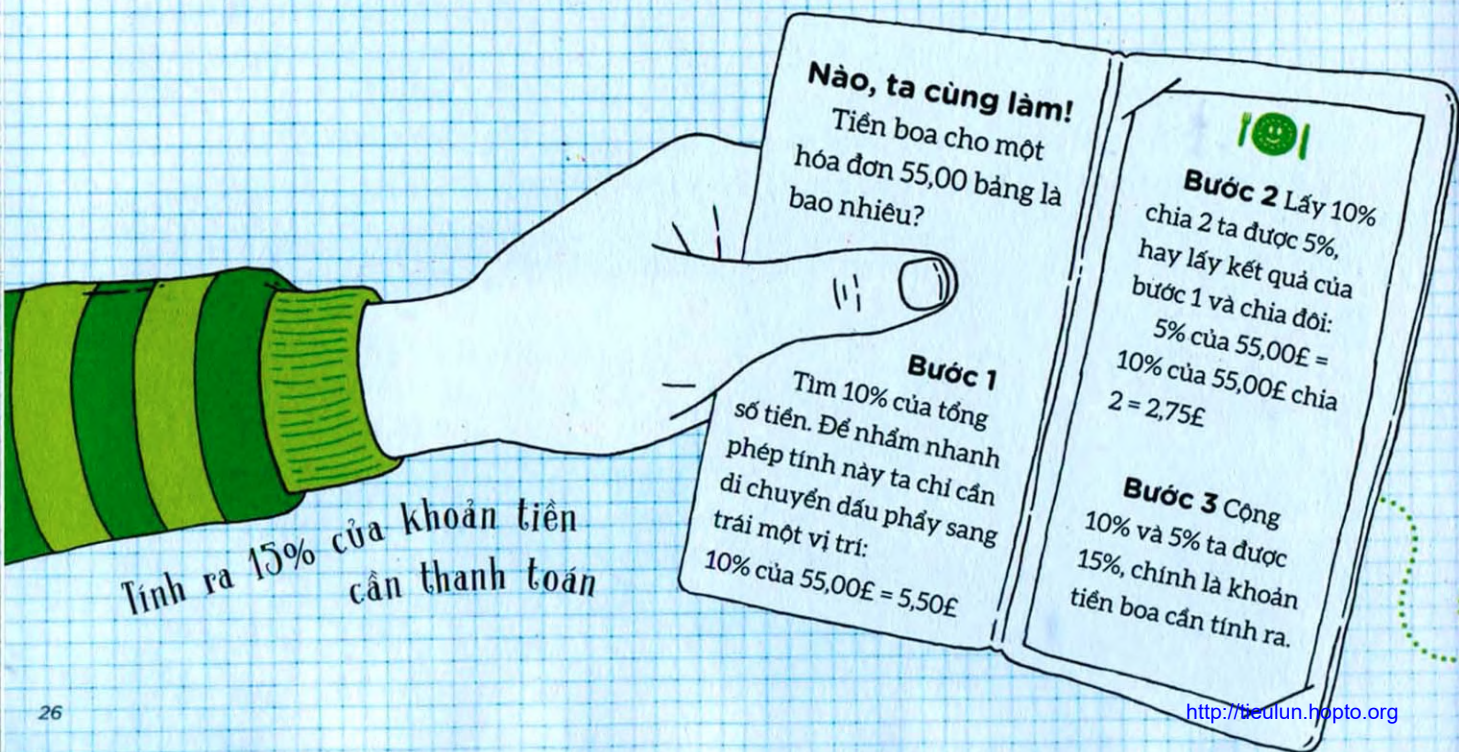 Nào, ta cùng làm!
Tiền boa cho một
hóa đơn 55,00 bảng là
bao nhiêu?
Bước 1
Tìm 10% của tổng
số tiền. Để nhẩm nhanh
phép tính này ta chỉ cần
di chuyển dấu phẩy sang
trái một vị trí:
10% của 55,00£ = 5,50£
Bước 2 Lấy 10%
chia 2 ta được 5%,
hay lấy kết quả của
bước 1 và chia đôi:
5% của 55,00£ =
10% của 55,00£ chia
2 = 2,75£
Bước 3 Cộng
10% và 5% ta được
15%, chính là khoản
tiền boa cần tính ra.
Tính ra 15% của khoản tiền
cần thanh toán
26
http://tieulun.hopto.org